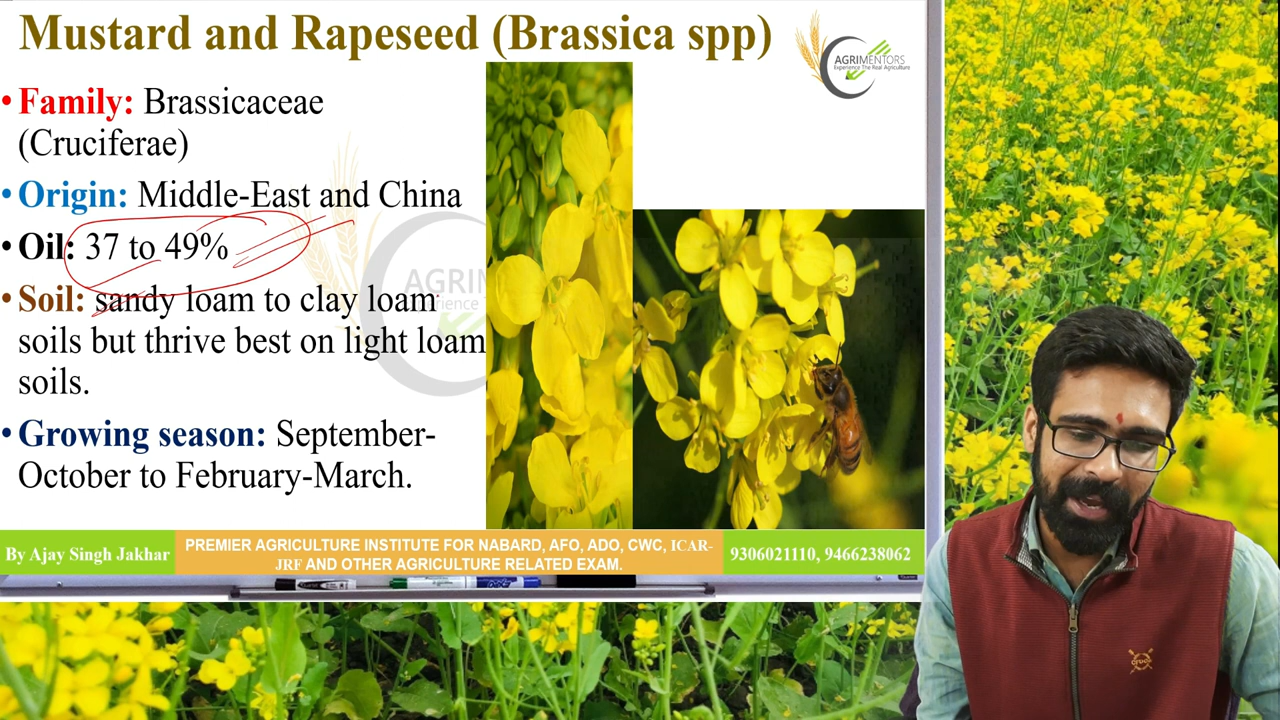 Mustard and Rapeseed (Brassica spp)
AGRIMENTORS
Experience The Real Agriculture
•Family: Brassicaceae
(Cruciferae)
•Origin: Middle-East and China
•Oil: 37 to 49%
•Soil: sandy loam to clay loam
soils but thrive best on light loam
soils.
•Growing season: September-
October to February-March.
By Ajay Singh Jakhar
PREMIER AGRICULTURE INSTITUTE FOR NABARD, AFO, ADO, CWC, ICAR-
JRF AND OTHER AGRICULTURE RELATED EXAM.
9306021110, 9466238062